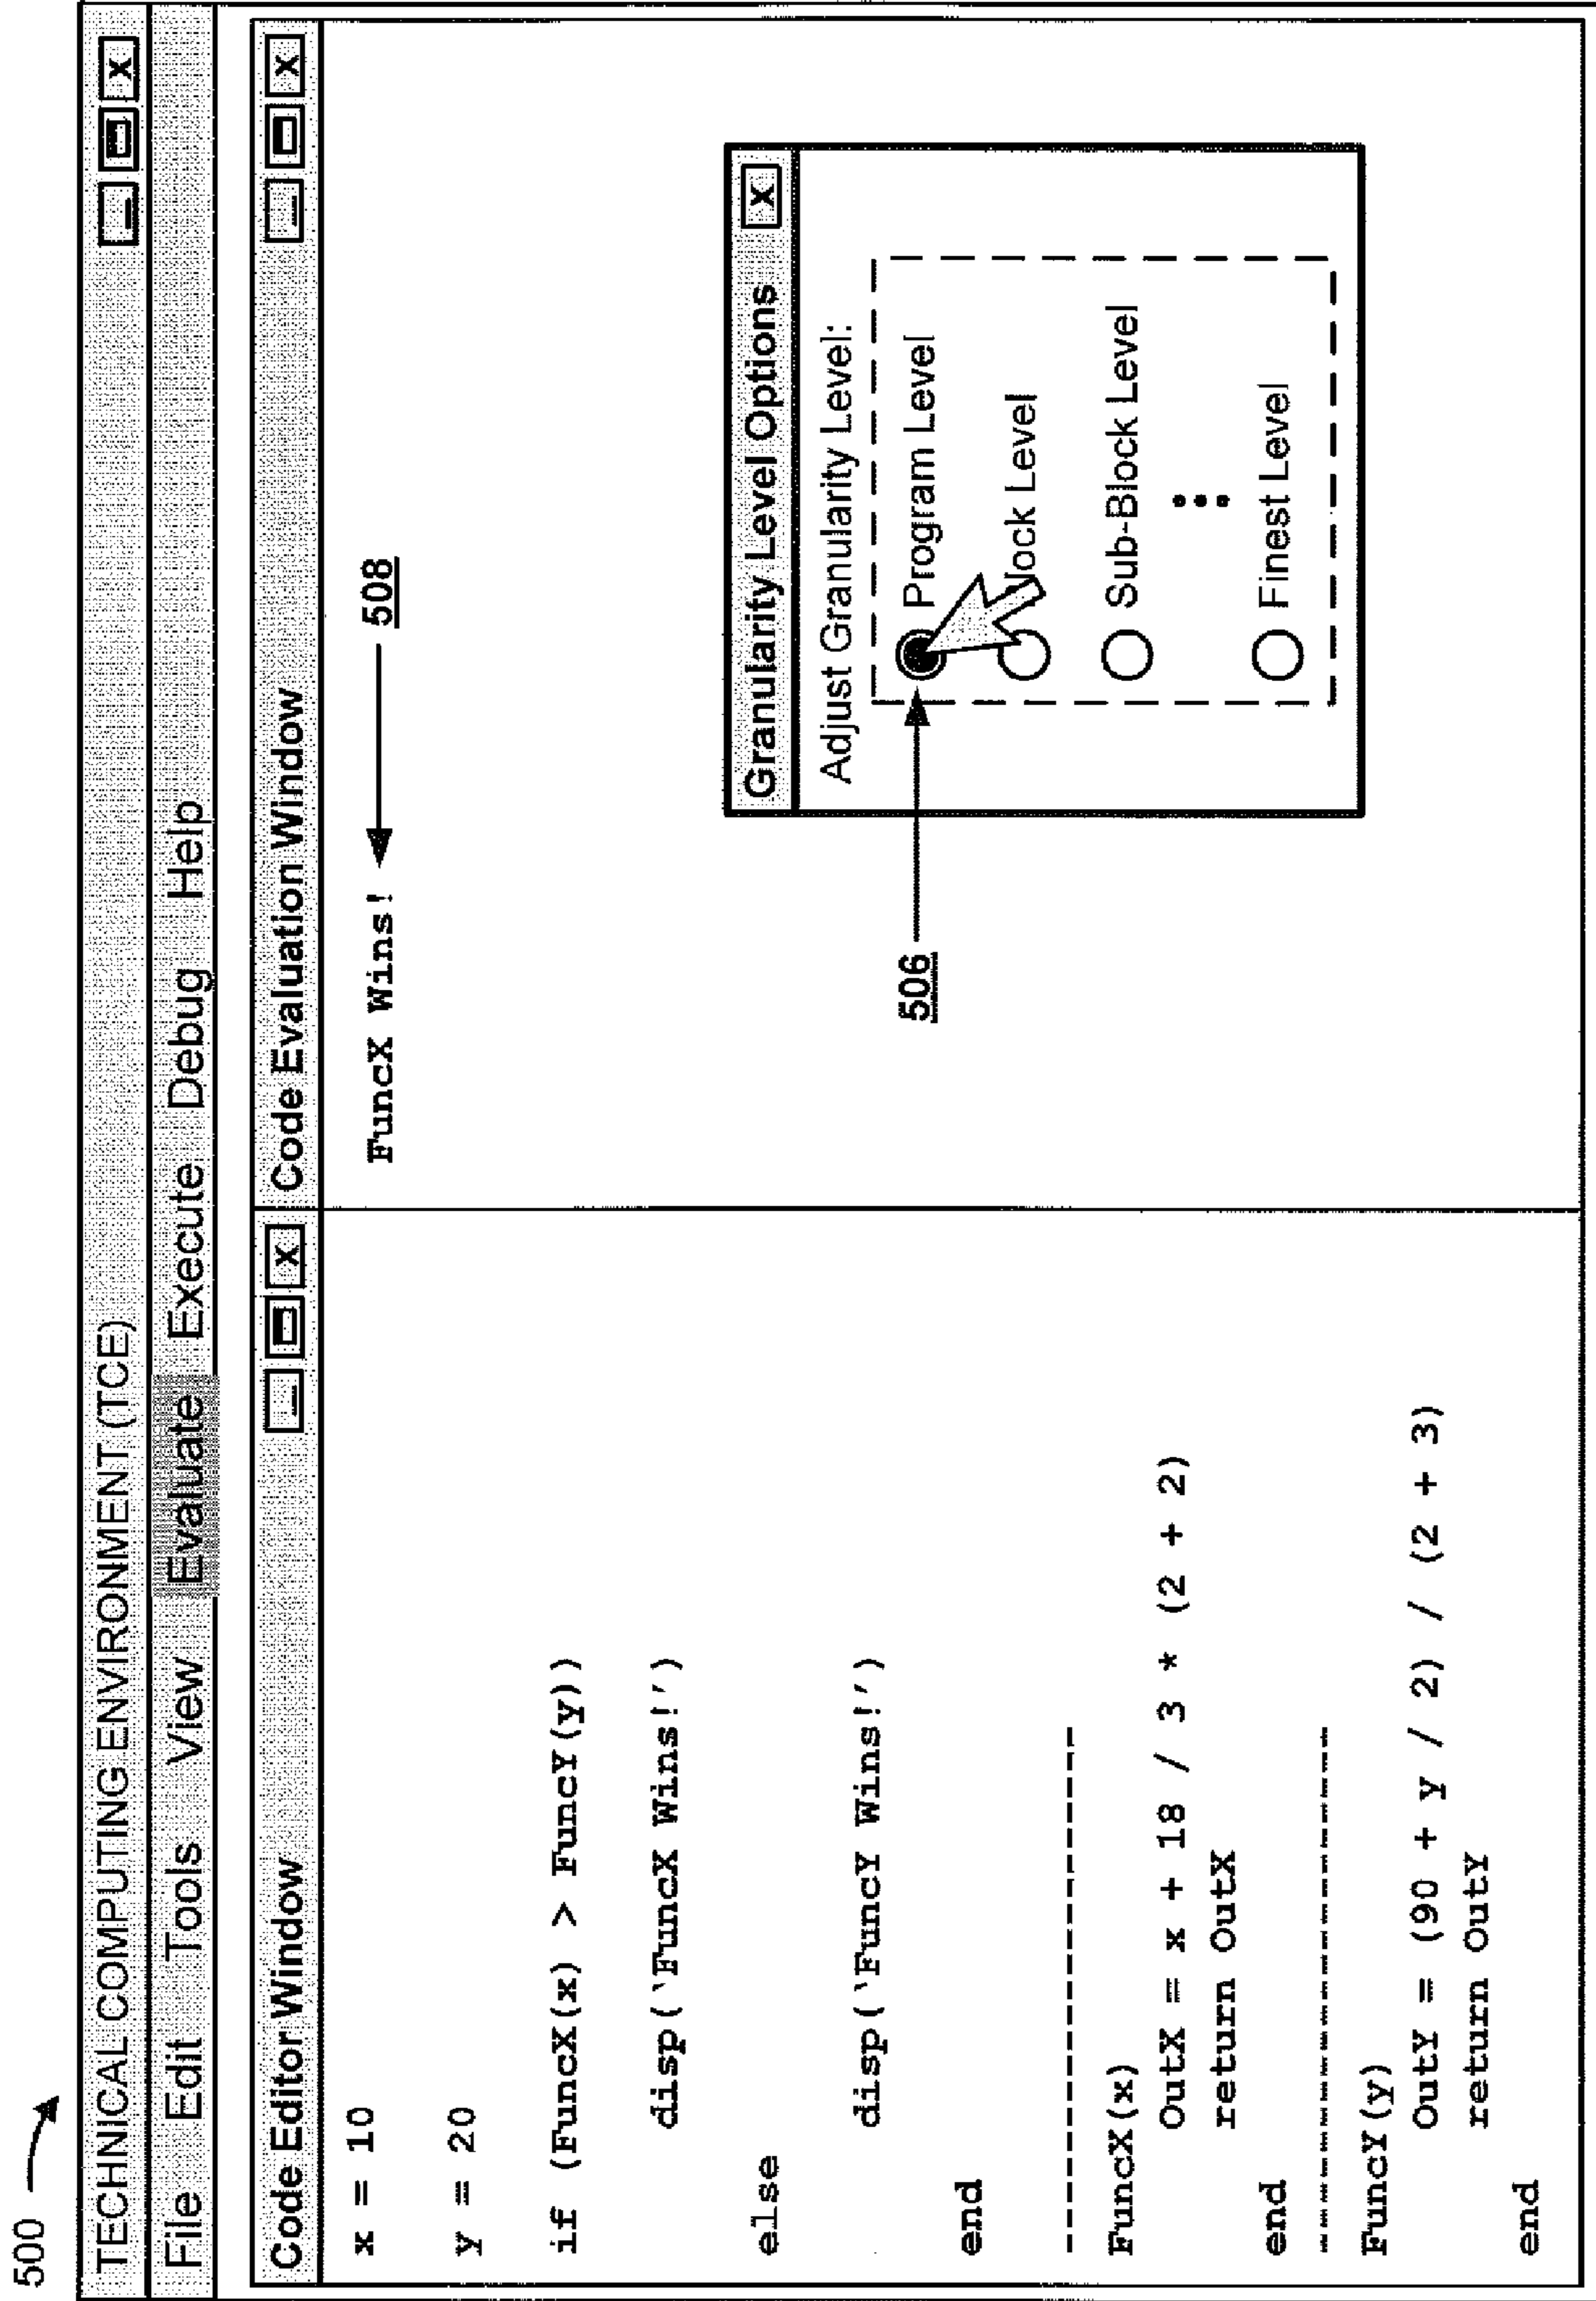 500
TECHNICAL COMPUTING ENVIRONMENT (TCE)
File Edit Tools View Evaluate Execute Debug Help
Code Editor Window
x = 10
y = 20
if (FuncX(x) > FuncY(y))
disp(‛FuncX Wins!’)
else
disp(‛FuncY Wins!’)
end
--------------------
FuncX(x)
OutX = x + 18 / 3 * (2 + 2)
return OutX
end
--------------------
FuncY(y)
OutY = (90 + y / 2) / (2 + 3)
return OutY
end
Code Evaluation Window
FuncX Wins!
508
506
Granularity Level Options
X
Adjust Granularity Level:
Program Level
lock Level
Sub-Block Level
Finest Level